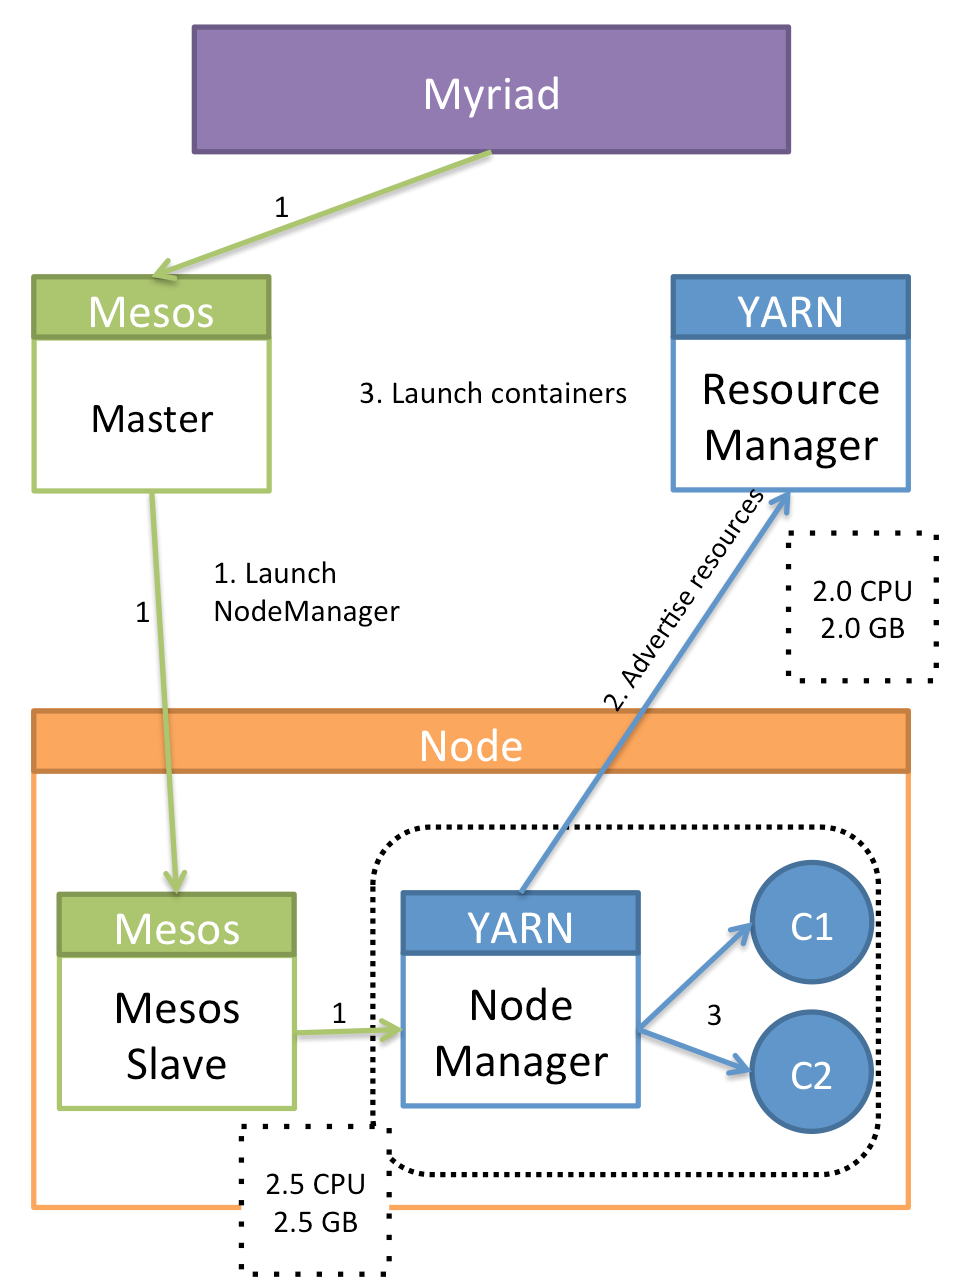 Myriad
1
Mesos
Master
YARN
Resource
Manager
3. Launch containers
1. Launch
NodeManager
1
2. Advertise resources
2.0 CPU
2.0 GB
Node
Mesos
Mesos
Slave
1
YARN
Node
Manager
3
C1
C2
2.5 CPU
2.5 GB